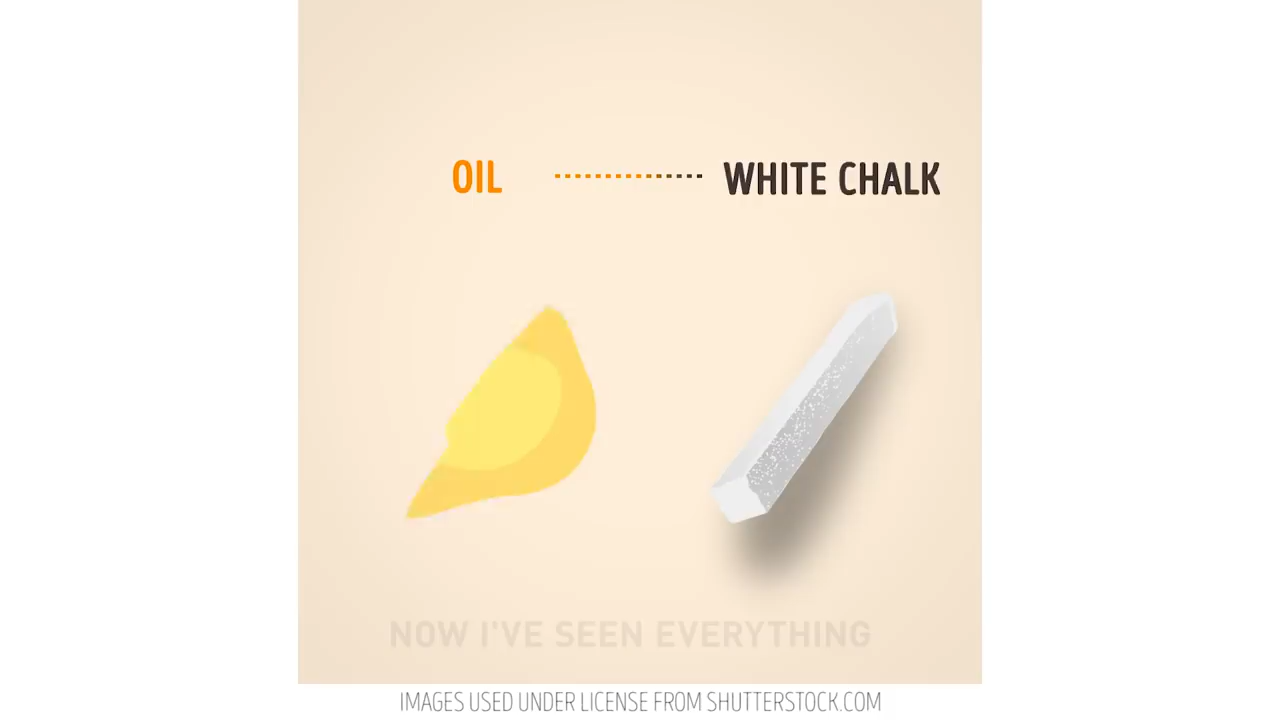 OIL WHITE CHALK
NOW I'VE SEEN EVERYTHING
IMAGES USED UNDER LICENSE FROM SHUTTERSTOCK.COM